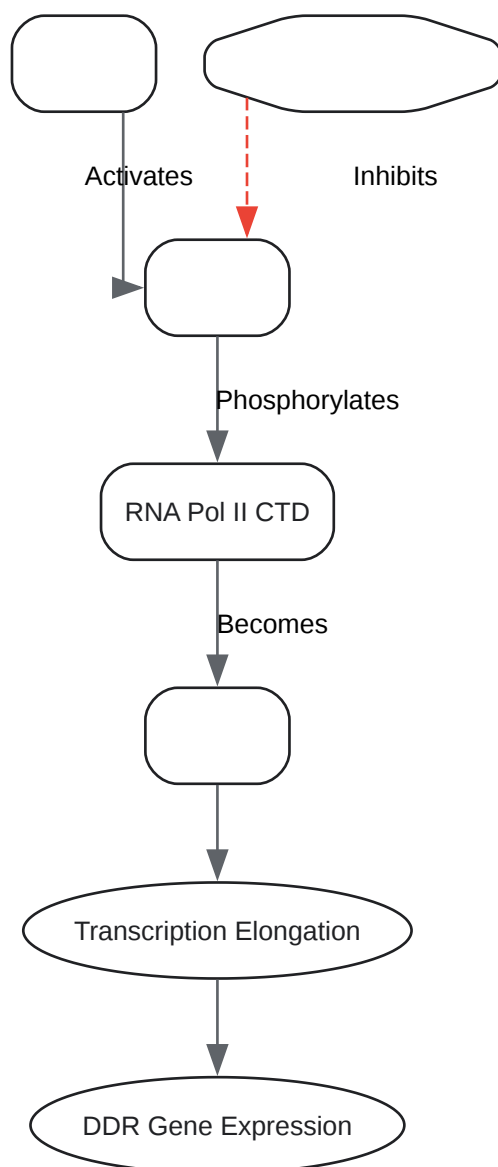 Activates
Inhibits
Phosphorylates
RNA Pol II CTD
Becomes
Transcription Elongation
DDR Gene Expression